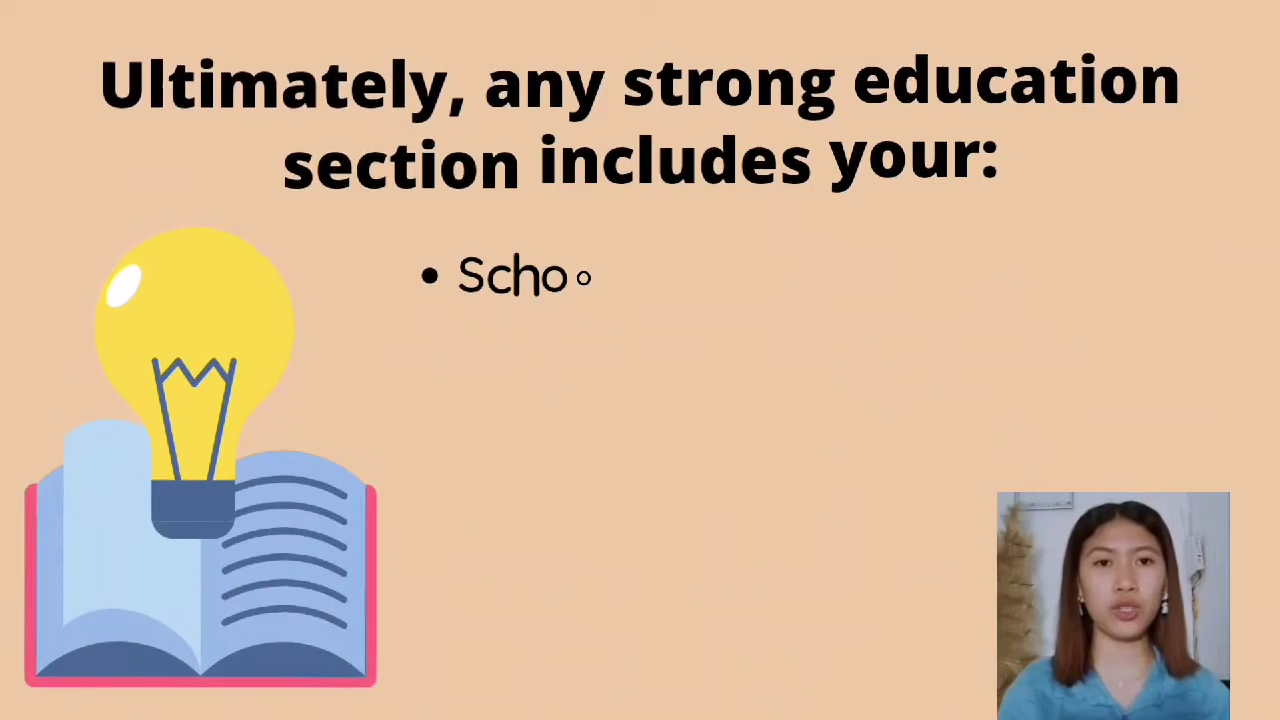 Ultimately, any strong education
section includes your:
• Scho